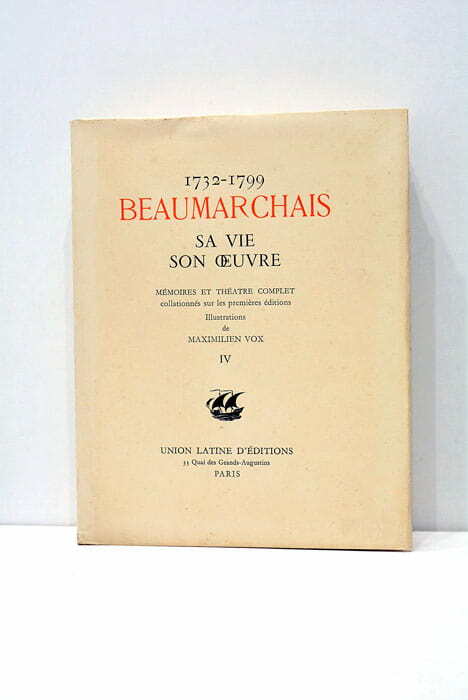 1732-1799
BEAUMARCHAIS
SA VIE
SON ŒUVRE
MÉMOIRES ET THÉATRE COMPLET
collationnés sur les premières éditions
Illustrations
de
MAXIMILIEN VOX
IV
UNION LATINE D'ÉDITIONS
33 Quai des Grands-Augustins
PARIS